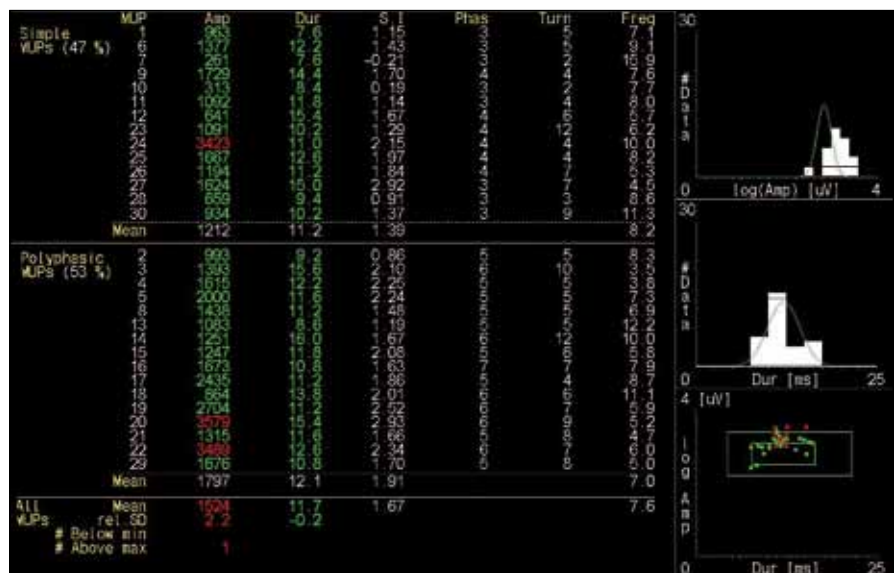 MUP Amp Dur S.I Phas Turn Freq
Simple 1 963 7.6 1.15 3 5 7.1
MUPs (47 %) 6 1377 12.2 1.43 3 5 9.1
7 261 7.6 -0.21 3 2 10.9
9 1729 14.4 1.70 4 4 7.6
10 313 8.4 0.19 3 2 7.7
11 1092 11.8 1.14 3 4 8.0
12 641 15.4 1.67 4 6 5.7
23 1091 10.2 1.29 4 12 6.2
24 3423 11.0 2.15 4 4 10.0
25 1667 12.6 1.97 4 4 8.2
26 1194 11.2 1.84 4 7 5.3
27 1624 15.0 2.92 3 7 4.5
28 659 9.4 0.91 3 3 8.6
30 934 10.2 1.37 3 9 11.3
Mean 1212 11.2 1.39 8.2
Polyphasic 2 993 9.2 0.86 5 5 8.3
MUPs (53 %) 3 1393 15.6 2.10 6 10 3.5
4 1615 12.2 2.25 5 5 3.8
5 2000 11.6 2.24 5 5 7.3
8 1438 11.2 1.48 5 5 6.9
13 1083 8.6 1.19 5 5 12.2
14 1251 16.0 1.67 6 12 10.0
15 1247 11.8 2.08 5 6 5.8
16 1673 10.8 1.63 7 7 7.9
17 2435 11.2 1.86 5 4 8.7
18 864 13.8 2.01 6 6 11.1
19 2704 11.2 2.52 6 7 5.9
20 3579 15.4 2.93 6 9 5.2
21 1315 11.6 1.66 5 8 4.7
22 3489 12.6 2.34 6 7 6.0
29 1676 10.8 1.70 5 8 5.0
Mean 1797 12.1 1.91 7.0
All Mean 1524 11.7 1.67 7.6
MUPs rel.SD 2.2 -0.2
# Below min
# Above max 1
30
# Data
0 log(Amp) [uV] 4
30
# Data
0 Dur [ms] 25
4 [uV]
log Amp
0 Dur [ms] 25